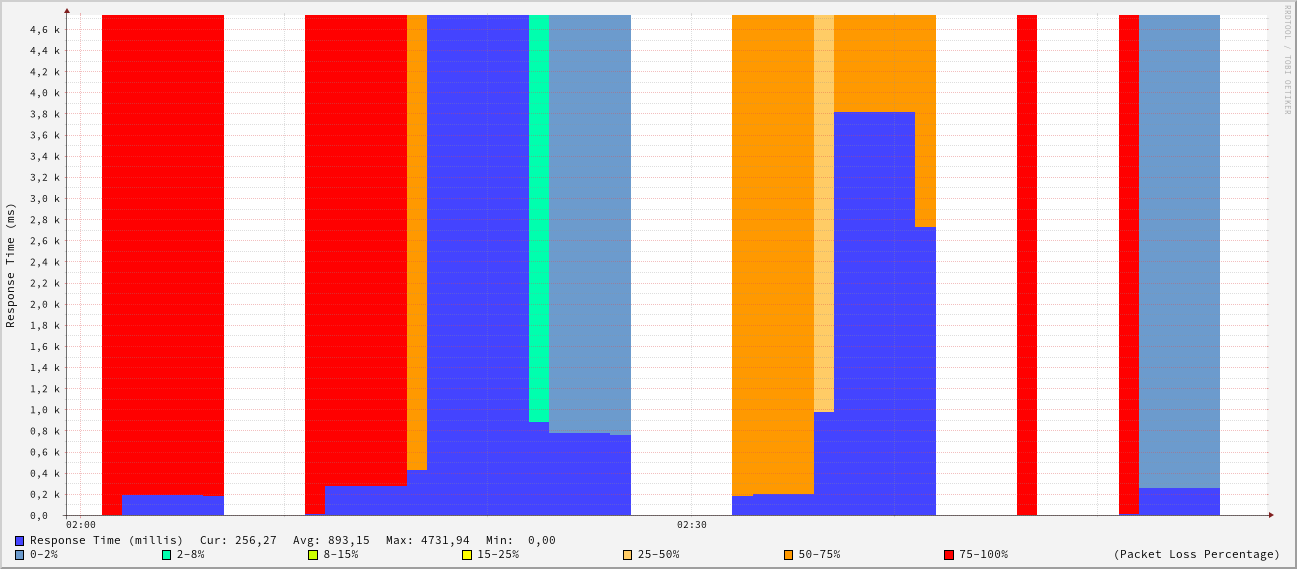 RRDTOOL / TOBI OETIKER
Response Time (ms)
4,6 k
4,4 k
4,2 k
4,0 k
3,8 k
3,6 k
3,4 k
3,2 k
3,0 k
2,8 k
2,6 k
2,4 k
2,2 k
2,0 k
1,8 k
1,6 k
1,4 k
1,2 k
1,0 k
0,8 k
0,6 k
0,4 k
0,2 k
0,0
02:00 02:30
Response Time (millis) Cur: 256,27 Avg: 893,15 Max: 4731,94 Min: 0,00
0-2% 2-8% 8-15% 15-25% 25-50% 50-75% 75-100% (Packet Loss Percentage)